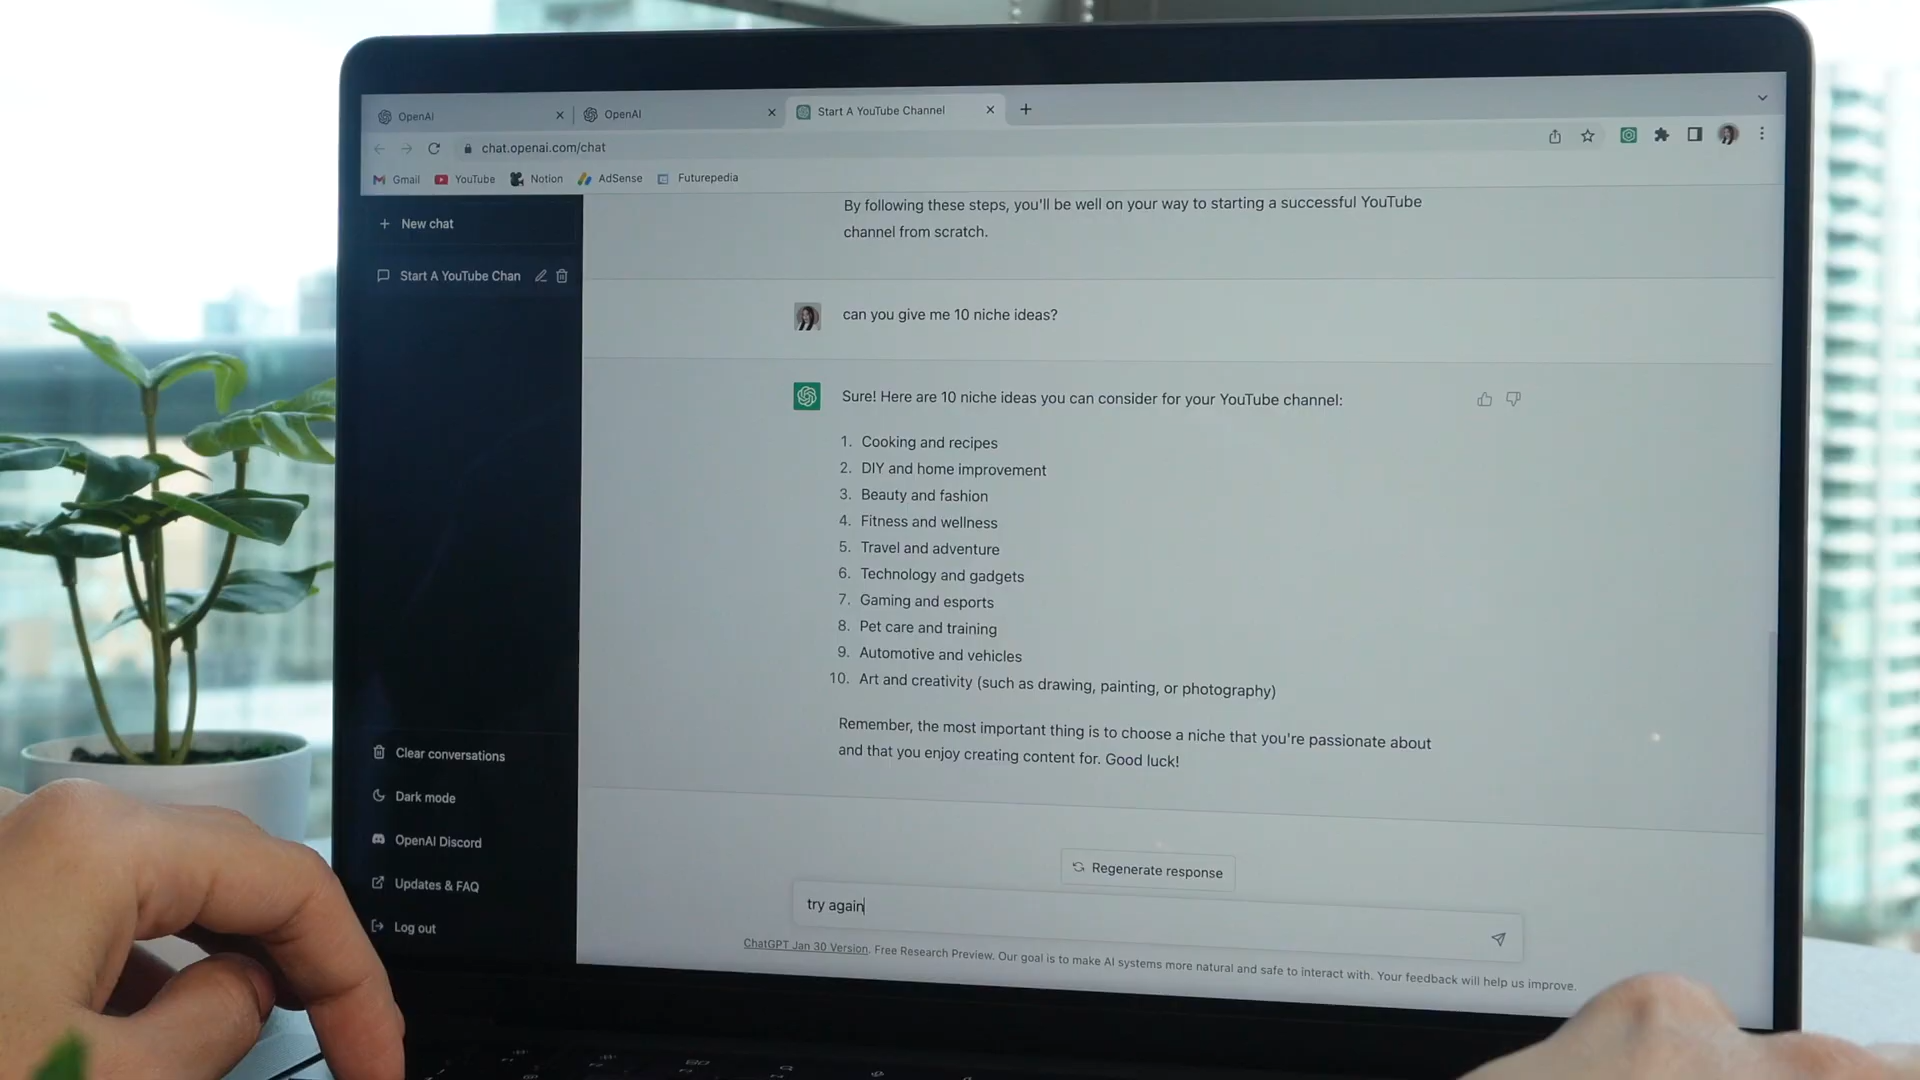 OpenAI
OpenAI
Start A YouTube Channel
chat.openai.com/chat
Gmail YouTube Notion AdSense Futurepedia
New chat
Start A YouTube Chan
By following these steps, you'll be well on your way to starting a successful YouTube
channel from scratch.
can you give me 10 niche ideas?
Sure! Here are 10 niche ideas you can consider for your YouTube channel:
1. Cooking and recipes
2. DIY and home improvement
3. Beauty and fashion
4. Fitness and wellness
5. Travel and adventure
6. Technology and gadgets
7. Gaming and esports
8. Pet care and training
9. Automotive and vehicles
10. Art and creativity (such as drawing, painting, or photography)
Remember, the most important thing is to choose a niche that you're passionate about
and that you enjoy creating content for. Good luck!
Clear conversations
Dark mode
OpenAI Discord
Updates & FAQ
Log out
Regenerate response
try again
ChatGPT Jan 30 Version. Free Research Preview. Our goal is to make AI systems more natural and safe to interact with. Your feedback will help us improve.